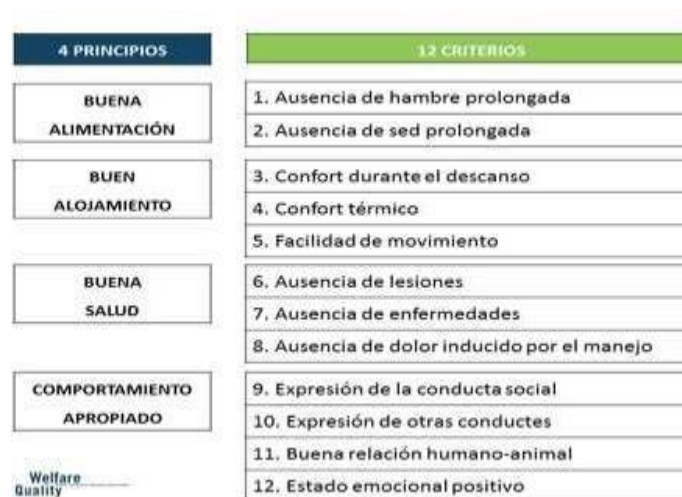 4 PRINCIPIOS
12 CRITERIOS
BUENA
ALIMENTACIÓN
1. Ausencia de hambre prolongada
2. Ausencia de sed prolongada
BUEN
ALOJAMIENTO
3. Confort durante el descanso
4. Confort térmico
5. Facilidad de movimiento
BUENA
SALUD
6. Ausencia de lesiones
7. Ausencia de enfermedades
8. Ausencia de dolor inducido por el manejo
COMPORTAMIENTO
APROPIADO
9. Expresión de la conducta social
10. Expresión de otras conductes
11. Buena relación humano-animal
12. Estado emocional positivo
Welfare
Quality